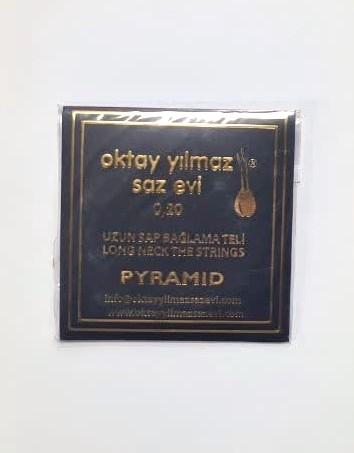 oktay yılmaz ®
saz evi
0,20
UZUN SAP BAĞLAMA TELİ
LONG NECK THE STRINGS
PYRAMID
info@oktayyilmazsazevi.com
www.oktayyilmazsazevi.com